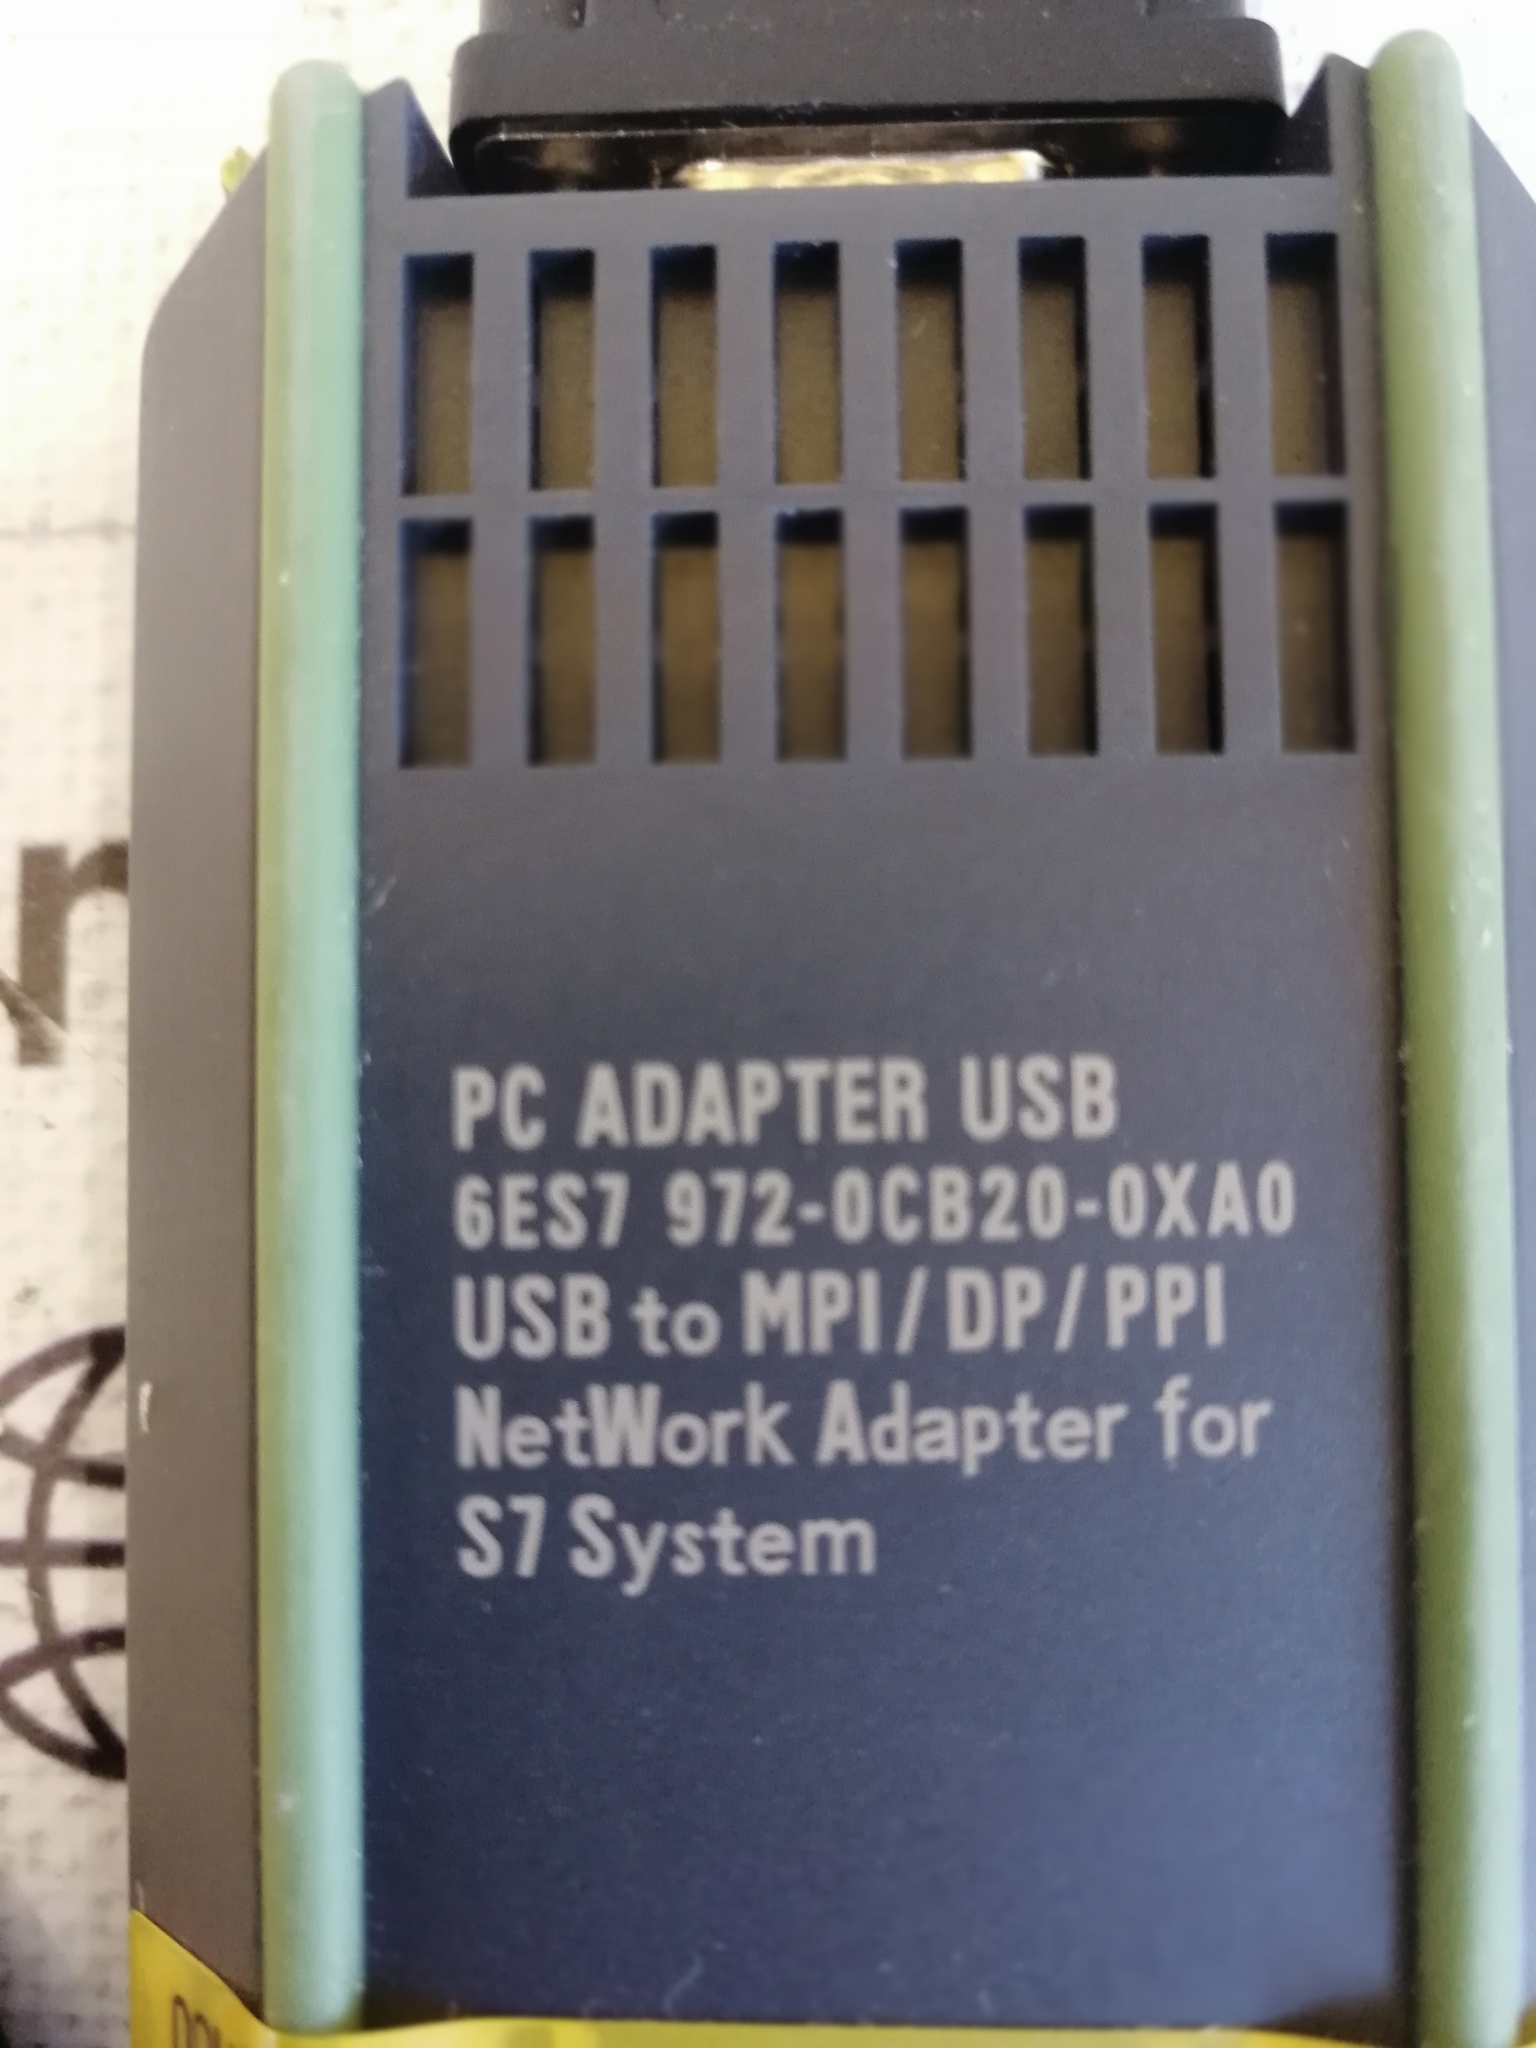 PC ADAPTER USB
6ES7 972-0CB20-0XA0
USB to MPI/DP/PPI
NetWork Adapter for
S7 System